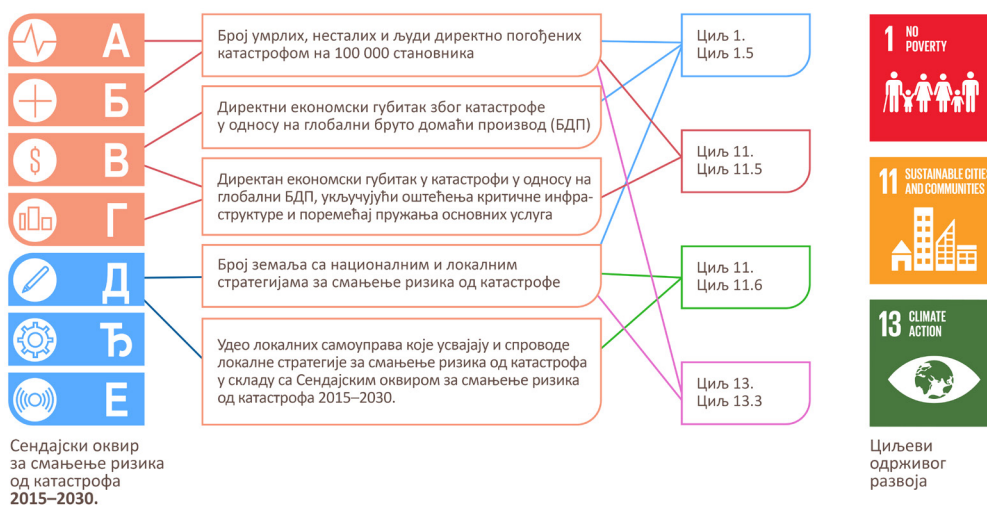 А
Б
В
Г
Д
Ђ
Е
Сендајски оквир
за смањење ризика
од катастрофа
2015–2030.
Број умрлих, несталих и људи директно погођених
катастрофом на 100 000 становника
Директни економски губитак због катастрофе
у односу на глобални бруто домаћи производ (БДП)
Директан економски губитак у катастрофи у односу на
глобални БДП, укључујући оштећења критичне инфра-
структуре и поремећај пружања основних услуга
Број земаља са националним и локалним
стратегијама за смањење ризика од катастрофе
Удео локалних самоуправа које усвајају и спроводе
локалне стратегије за смањење ризика од катастрофа
у складу са Сендајским оквиром за смањење ризика
од катастрофа 2015–2030.
Циљ 1.
Циљ 1.5
Циљ 11.
Циљ 11.5
Циљ 11.
Циљ 11.6
Циљ 13.
Циљ 13.3
1 NO
POVERTY
11 SUSTAINABLE CITIES
AND COMMUNITIES
13 CLIMATE
ACTION
Циљеви
одрживог
развоја